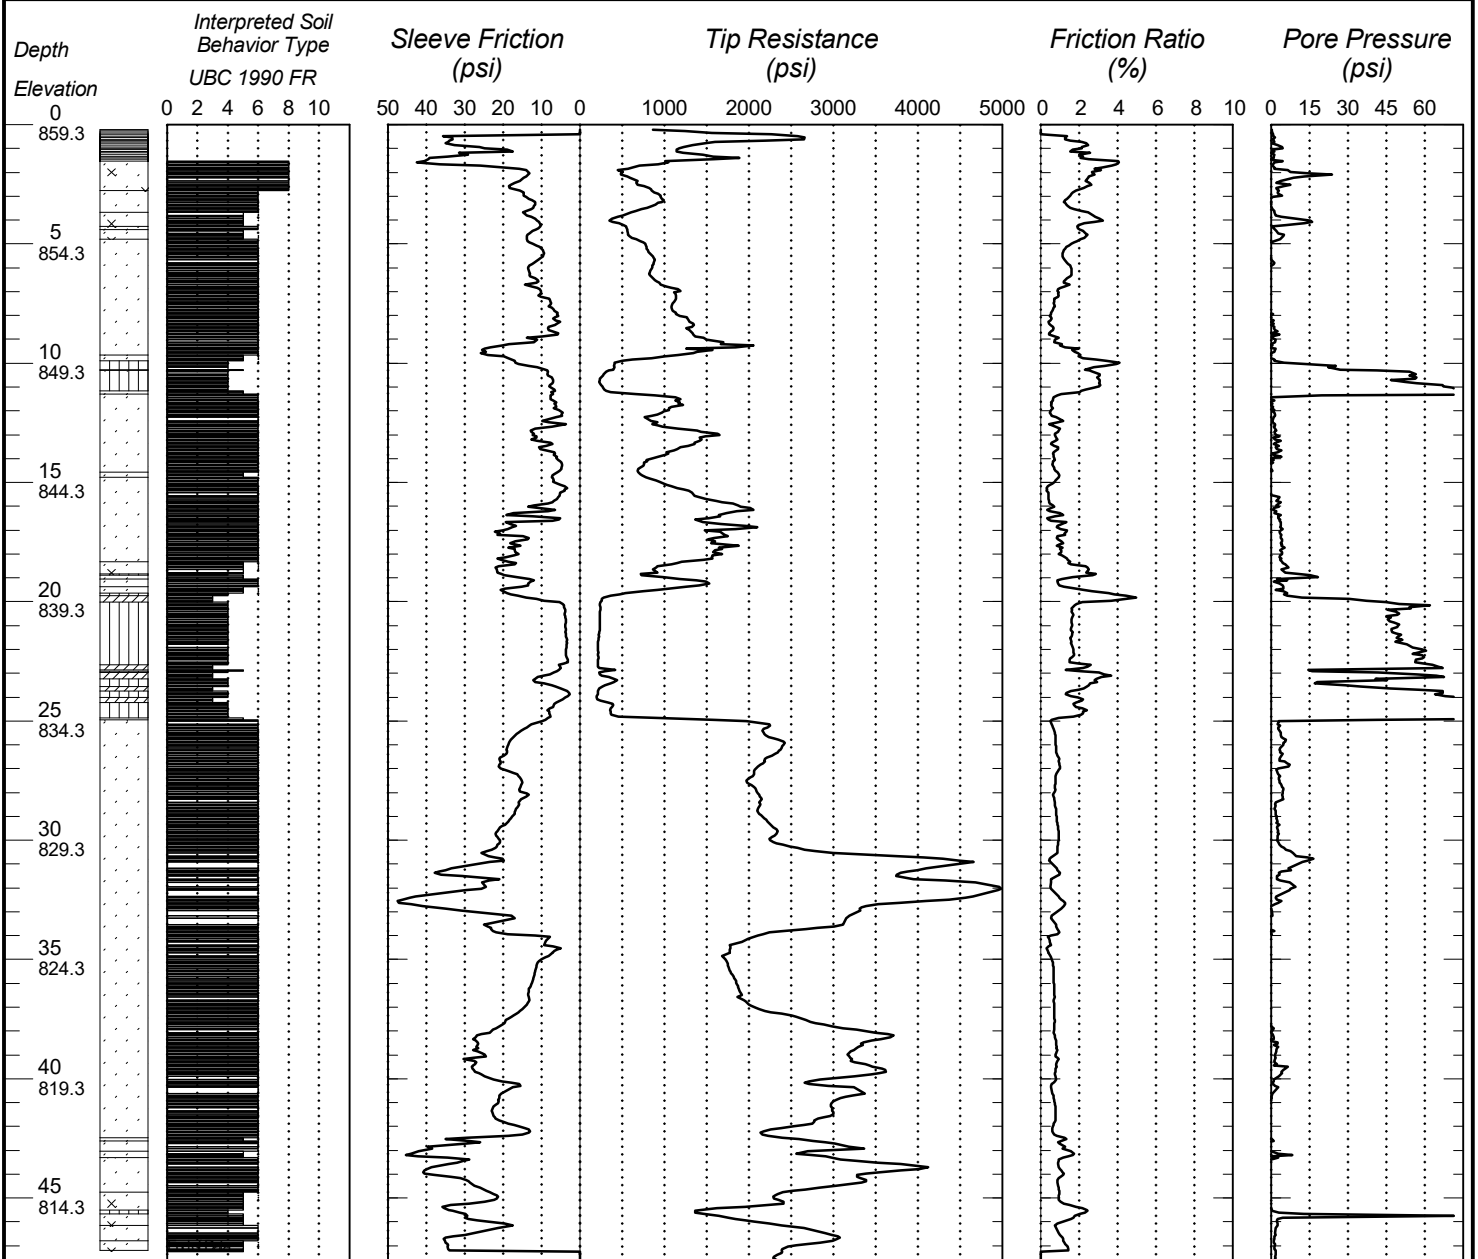 Interpreted Soil
Behavior Type
UBC 1990 FR
Sleeve Friction
(psi)
Tip Resistance
(psi)
Friction Ratio
(%)
Pore Pressure
(psi)
Depth
Elevation
0 2 4 6 8 10
50 40 30 20 10 0
1000 2000 3000 4000 5000
0 2 4 6 8 10
0 15 30 45 60
0
859.3
5
854.3
10
849.3
15
844.3
20
839.3
25
834.3
30
829.3
35
824.3
40
819.3
45
814.3